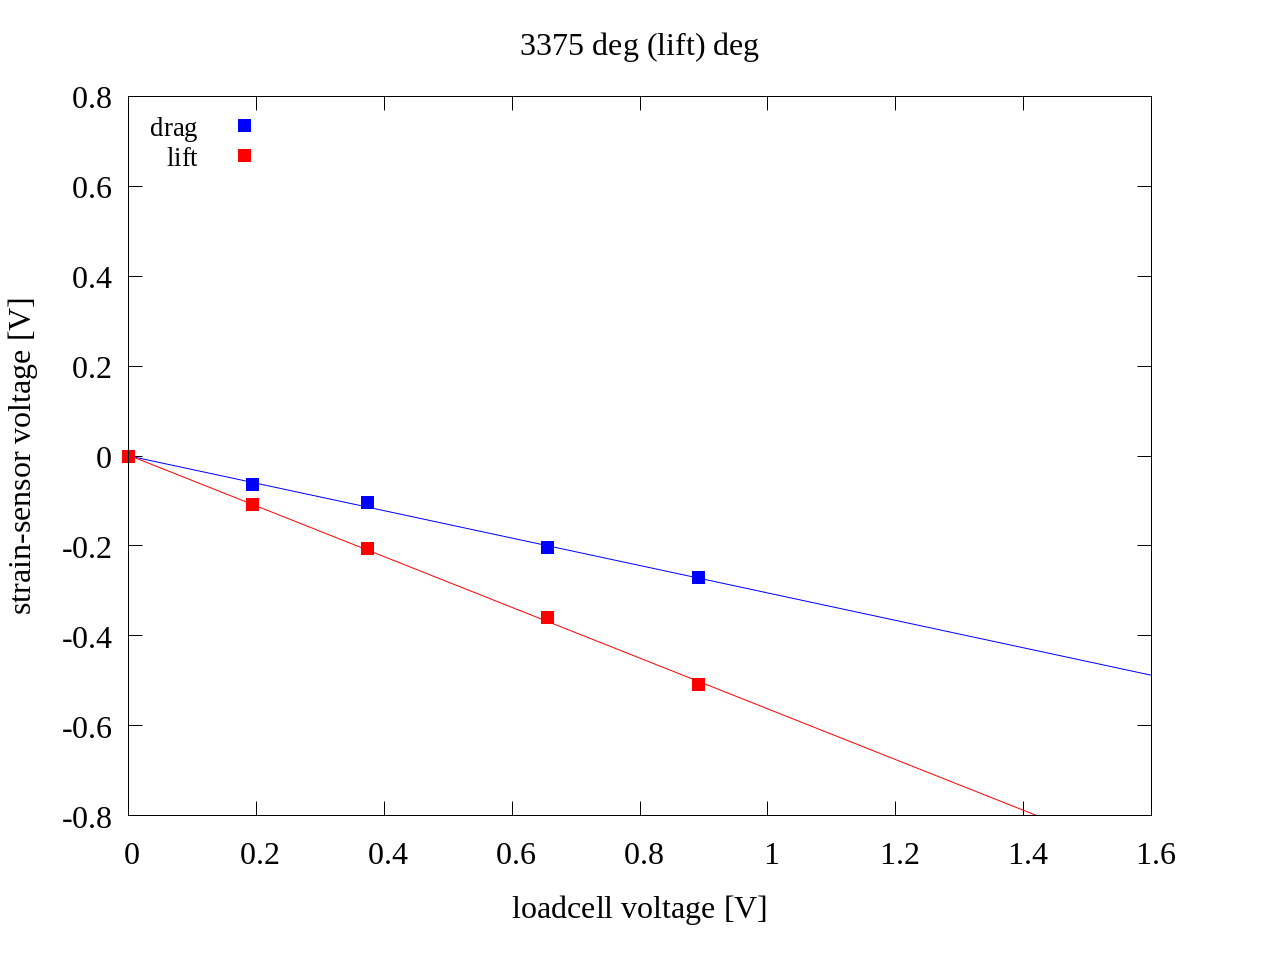 3375 deg (lift) deg
drag
lift
0.8
0.6
0.4
0.2
0
-0.2
-0.4
-0.6
-0.8
strain-sensor voltage [V]
0 0.2 0.4 0.6 0.8 1 1.2 1.4 1.6
loadcell voltage [V]